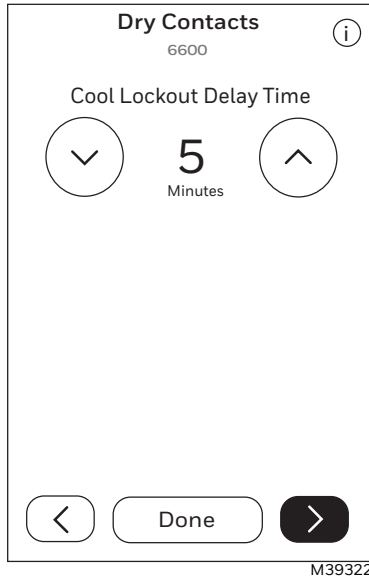 Dry Contacts
i
6600
Cool Lockout Delay Time
5
Minutes
Done
M39322